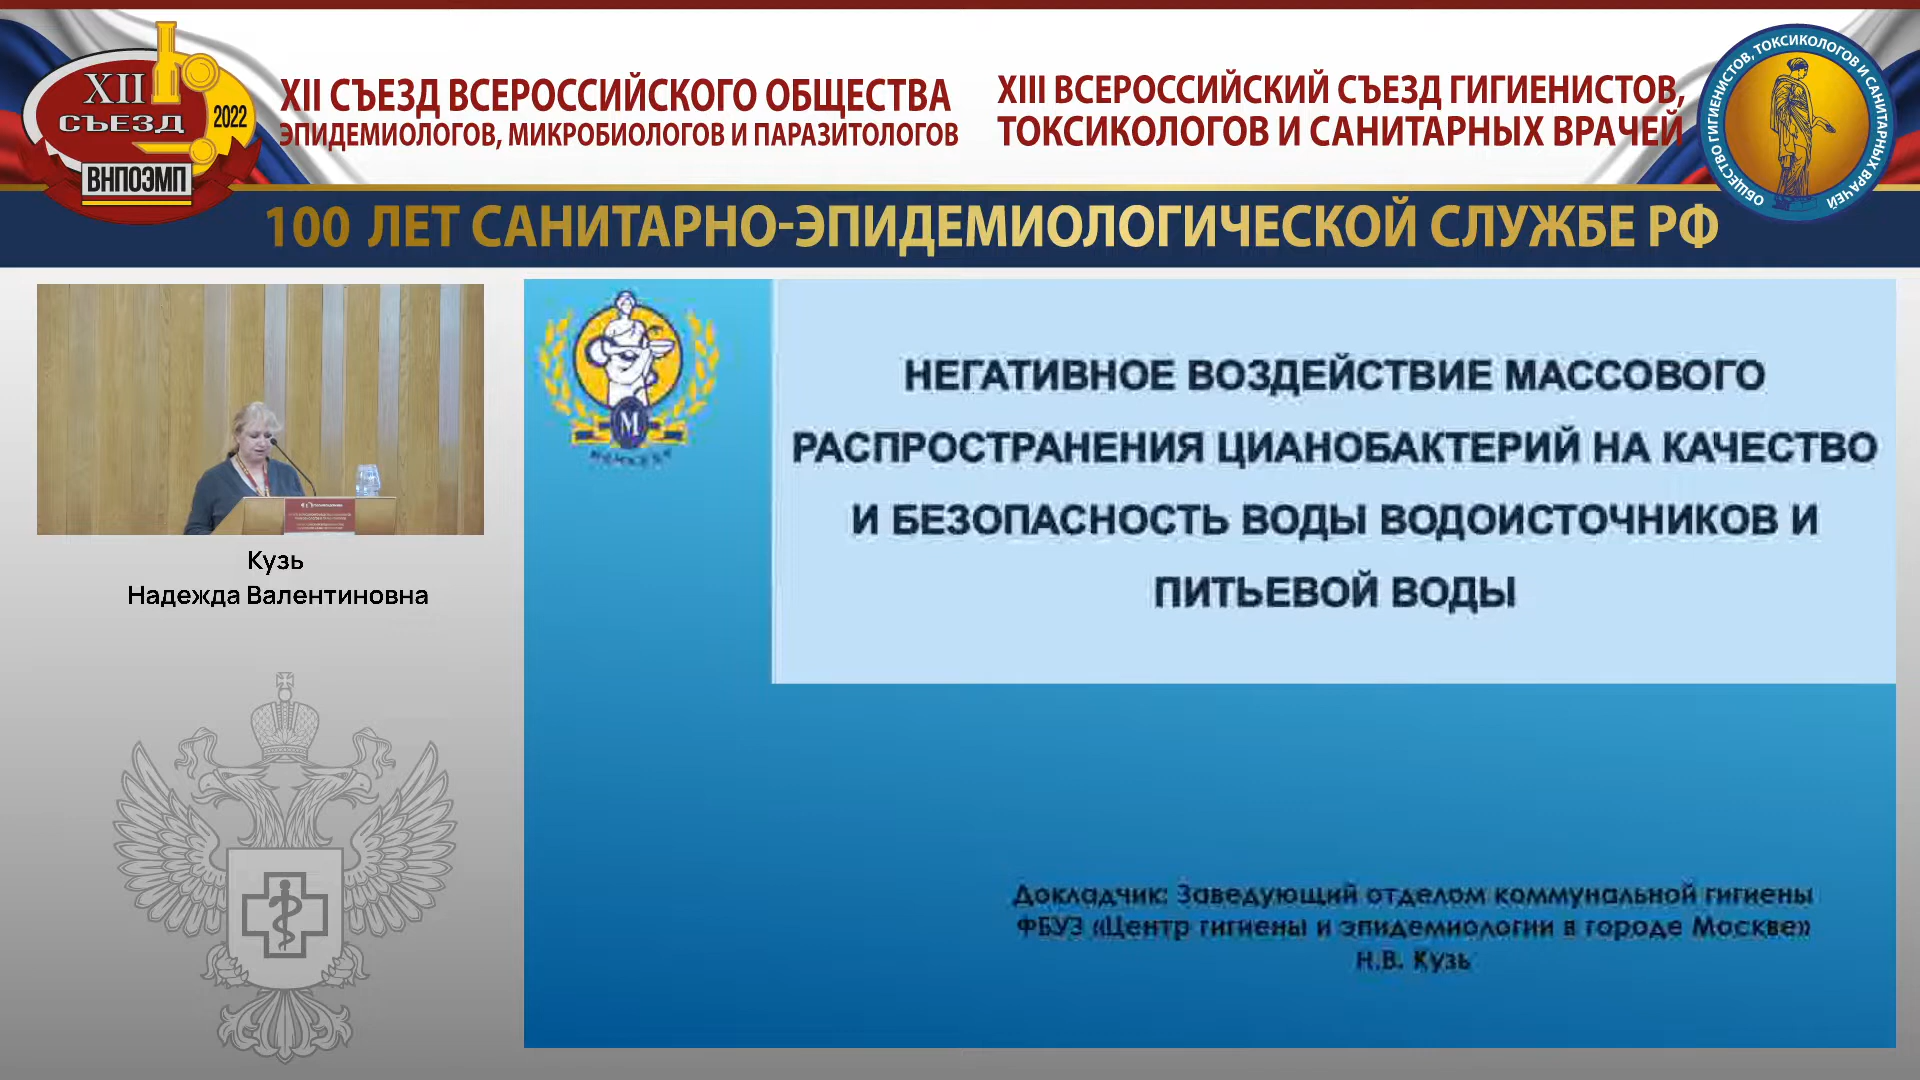 XII
СЪЕЗД
2022
ВНПОЭМП
XII СЪЕЗД ВСЕРОССИЙСКОГО ОБЩЕСТВА
ЭПИДЕМИОЛОГОВ, МИКРОБИОЛОГОВ И ПАРАЗИТОЛОГОВ
XIII ВСЕРОССИЙСКИЙ СЪЕЗД ГИГИЕНИСТОВ,
ТОКСИКОЛОГОВ И САНИТАРНЫХ ВРАЧЕЙ
ОБЩЕСТВО ГИГИЕНИСТОВ, ТОКСИКОЛОГОВ И САНИТАРНЫХ ВРАЧЕЙ
100 ЛЕТ САНИТАРНО-ЭПИДЕМИОЛОГИЧЕСКОЙ СЛУЖБЕ РФ
Кузь
Надежда Валентиновна
М
НЕГАТИВНОЕ ВОЗДЕЙСТВИЕ МАССОВОГО
РАСПРОСТРАНЕНИЯ ЦИАНОБАКТЕРИЙ НА КАЧЕСТВО
И БЕЗОПАСНОСТЬ ВОДЫ ВОДОИСТОЧНИКОВ И
ПИТЬЕВОЙ ВОДЫ
Докладчик: Заведующий отделом коммунальной гигиены
ФБУЗ «Центр гигиены и эпидемиологии в городе Москве»
Н.В. Кузь